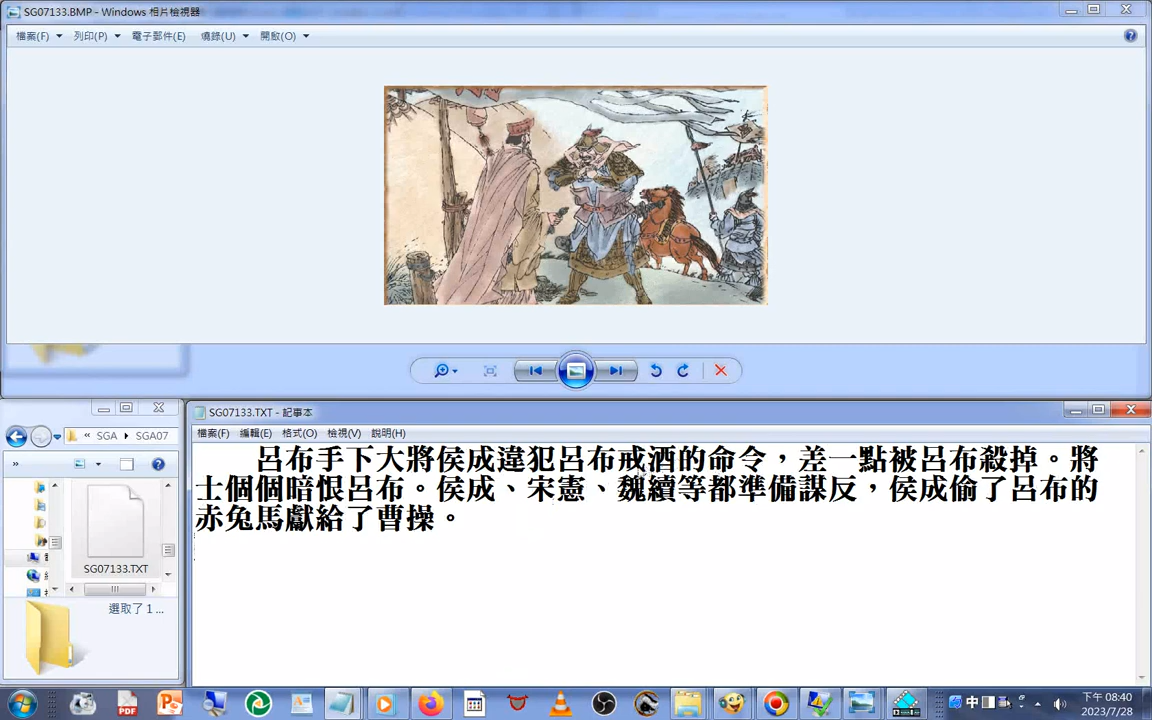 SG07133.BMP - Windows 相片檢視器
檔案(F) 列印(P) 電子郵件(E) 燒錄(U) 開啟(O)
SGA SGA07
SG07133.TXT
選取了 1 ...
SG07133.TXT - 記事本
檔案(F) 編輯(E) 格式(O) 檢視(V) 說明(H)
呂布手下大將侯成違犯呂布戒酒的命令，差一點被呂布殺掉。將
士個個暗恨呂布。侯成、宋憲、魏續等都準備謀反，侯成偷了呂布的
赤兔馬獻給了曹操。
PDF
中
下午 08:40
2023/7/28